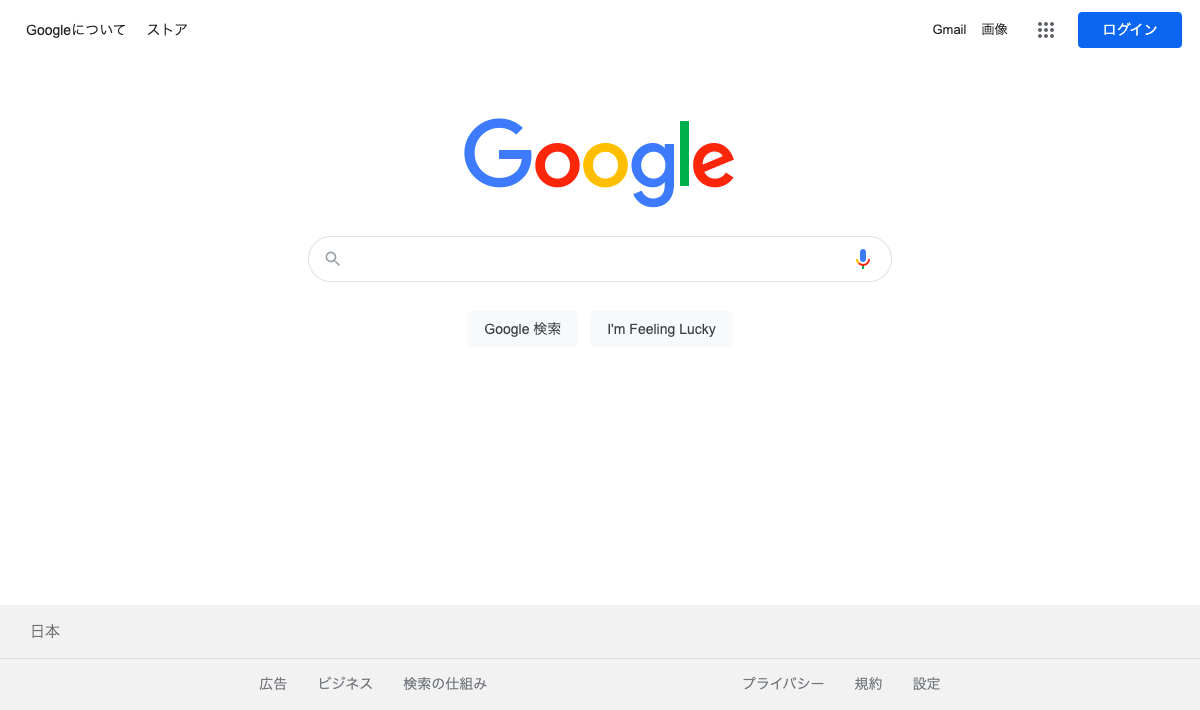 Googleについて ストア Gmail 画像 ログイン
Google
Google 検索 I'm Feeling Lucky
日本
広告 ビジネス 検索の仕組み プライバシー 規約 設定